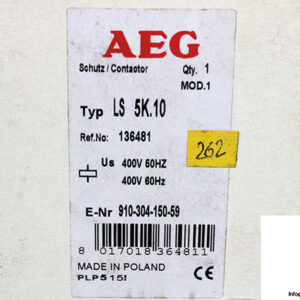 AEG
Schutz/Contactor Qty. 1
MOD.1
Typ LS 5K.10
Ref.No: 136481
262
Us 400V 50HZ
400V 60Hz
E-Nr 910-304-150-59
8 017018 364811
MADE IN POLAND
PLP515I CE